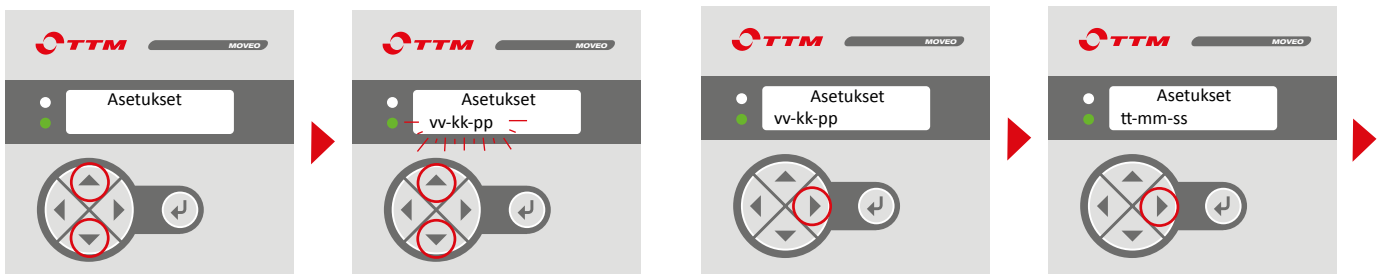 TTM MOVEO
Asetukset
TTM MOVEO
Asetukset
vv-kk-pp
TTM MOVEO
Asetukset
vv-kk-pp
TTM MOVEO
Asetukset
tt-mm-ss